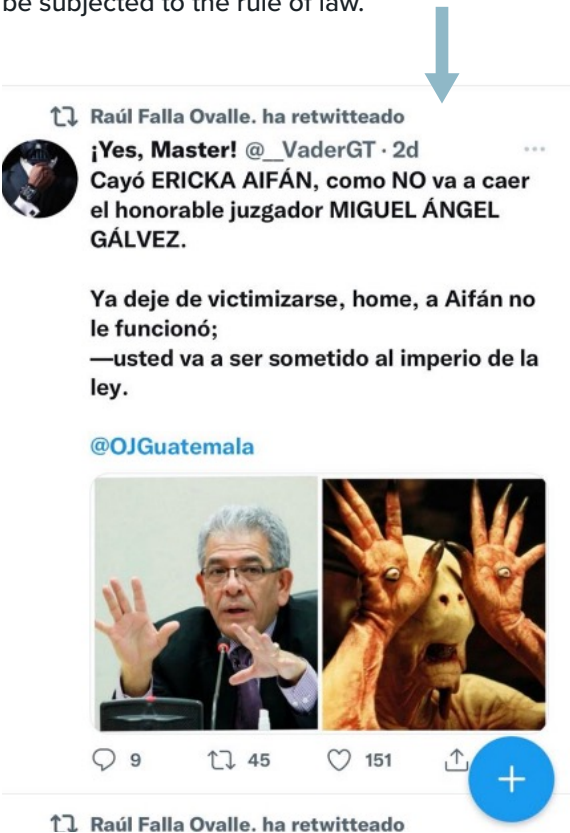 be subjected to the rule of law.
Raúl Falla Ovalle. ha retwitteado
¡Yes, Master! @__VaderGT · 2d
Cayó ERICKA AIFÁN, como NO va a caer
el honorable juzgador MIGUEL ÁNGEL
GÁLVEZ.
Ya deje de victimizarse, home, a Aifán no
le funcionó;
—usted va a ser sometido al imperio de la
ley.
@OJGuatemala
9 45 151
Raúl Falla Ovalle. ha retwitteado